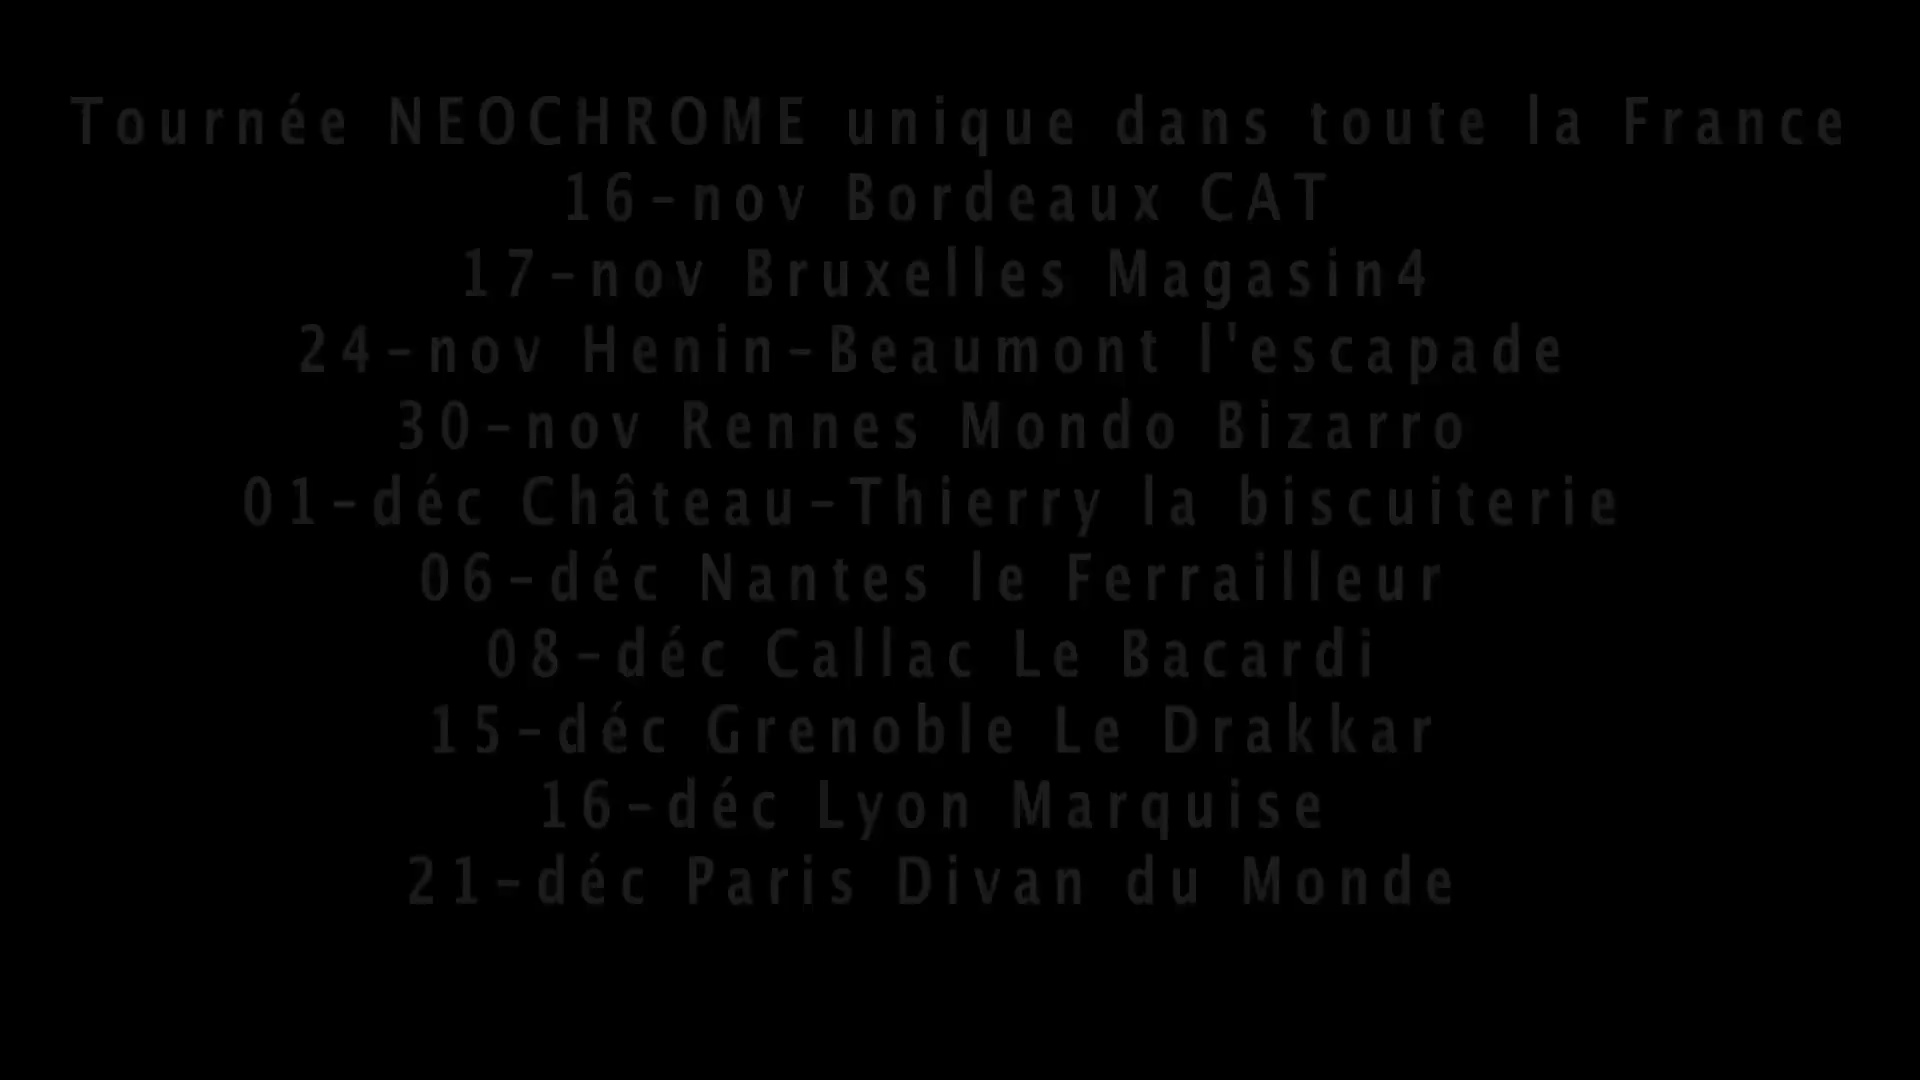 Tournée NEOCHROME unique dans toute la France
16-nov Bordeaux CAT
17-nov Bruxelles Magasin4
24-nov Henin-Beaumont l'escapade
30-nov Rennes Mondo Bizarro
01-déc Château-Thierry la biscuiterie
06-déc Nantes le Ferrailleur
08-déc Callac Le Bacardi
15-déc Grenoble Le Drakkar
16-déc Lyon Marquise
21-déc Paris Divan du Monde